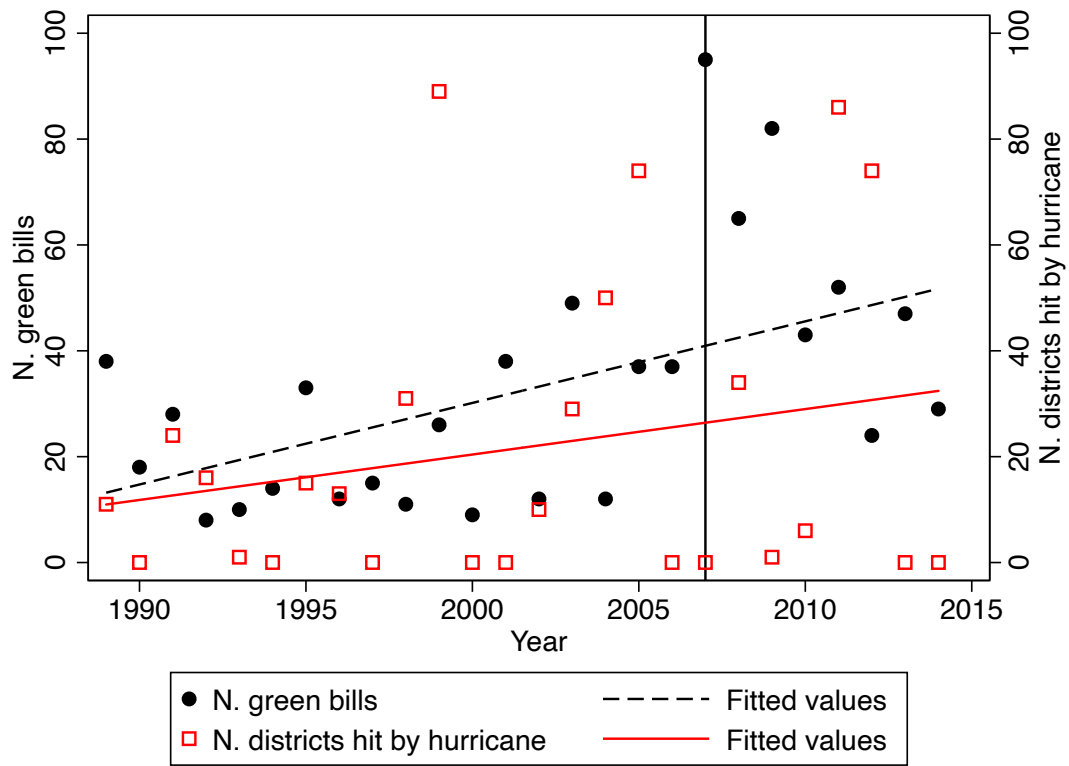 N. green bills
0
20
40
60
80
100
N. districts hit by hurricane
0
20
40
60
80
100
1990
1995
2000
2005
2010
2015
Year
N. green bills
Fitted values
N. districts hit by hurricane
Fitted values